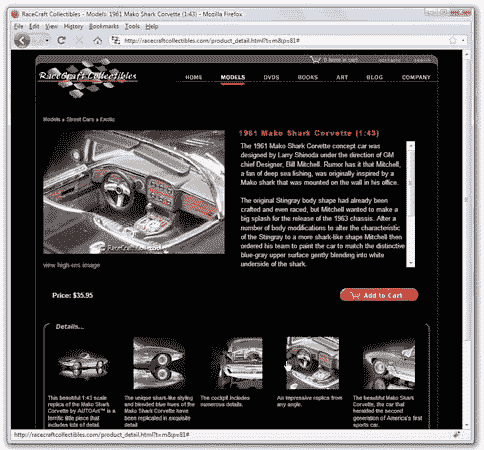 RaceCraft Collectibles - Models: 1961 Mako Shark Corvette (1:43) - Mozilla Firefox
File Edit View History Bookmarks Tools Help
http://racecraftcollectibles.com/product_detail.html?t=m&p=81#
0 items in cart
RaceCraft Collectibles
HOME MODELS DVDS BOOKS ART BLOG COMPANY
Models » Street Cars » Exotic
1961 Mako Shark Corvette (1:43)
The 1961 Mako Shark Corvette concept car was
designed by Larry Shinoda under the direction of GM
chief Designer, Bill Mitchell. Rumor has it that Mitchell,
a fan of deep sea fishing, was originally inspired by a
Mako shark that was mounted on the wall in his office.
The original Stingray body shape had already been
crafted and even raced, but Mitchell wanted to make a
big splash for the release of the 1963 chassis. After a
number of body modifications to alter the characteristic
of the Stingray to a more shark-like shape Mitchell then
ordered his team to paint the car to match the distinctive
blue-gray upper surface gently blending into white
underside of the shark.
© RaceCraft Collectibles
view high-res image
Price: $35.95
Add to Cart
Details...
This beautiful 1:43 scale
replica of the Mako Shark
Corvette by AUTOArt™ is a
terrific little piece that
includes lots of detail.
The unique shark-like styling
and blended blue hues of the
Mako Shark Corvette have
been replicated in exquisite
detail
The cockpit includes
numerous details.
An impressive replica from
any angle.
The beautiful Mako Shark
Corvette, the car that
heralded the second
generation of America's first
sports car.
http://racecraftcollectibles.com/product_detail.html?t=m&p=81#